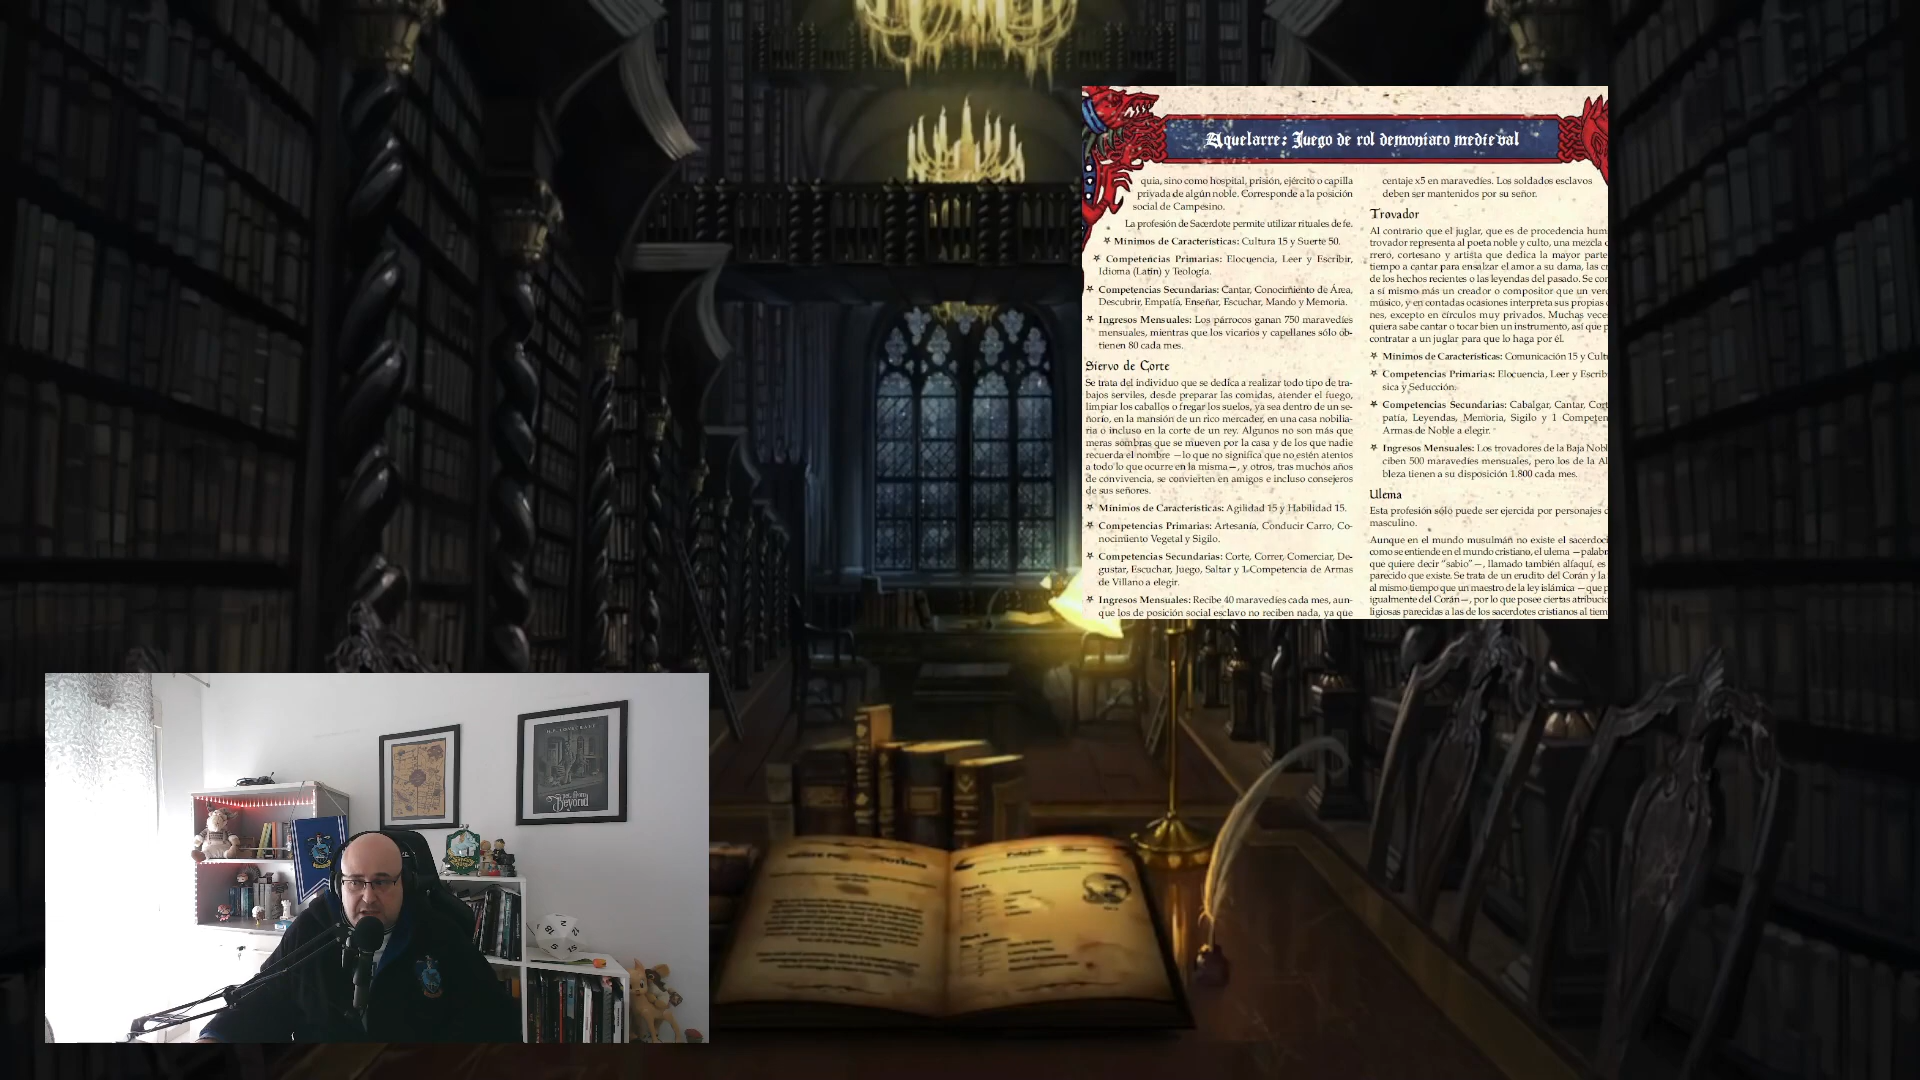 Aquelarre: Juego de rol demoníaco medieval
quia, sino como hospital, prisión, ejército o capilla
privada de algún noble. Corresponde a la posición
social de Campesino.
La profesión de Sacerdote permite utilizar rituales de fe.
Mínimos de Características: Cultura 15 y Suerte 50.
Competencias Primarias: Elocuencia, Leer y Escribir,
Idioma (Latín) y Teología.
Competencias Secundarias: Cantar, Conocimiento de Área,
Descubrir, Empatía, Enseñar, Escuchar, Mando y Memoria.
Ingresos Mensuales: Los párrocos ganan 750 maravedíes
mensuales, mientras que los vicarios y capellanes sólo ob-
tienen 80 cada mes.
Siervo de Corte
Se trata del individuo que se dedica a realizar todo tipo de tra-
bajos serviles, desde preparar las comidas, atender el fuego,
limpiar los caballos o fregar los suelos, ya sea dentro de un se-
ñorío, en la mansión de un rico mercader, en una casa nobilia-
ria o incluso en la corte de un rey. Algunos no son más que
meras sombras que se mueven por la casa y de los que nadie
recuerda el nombre —lo que no significa que no estén atentos
a todo lo que ocurre en la misma—, y otros, tras muchos años
de convivencia, se convierten en amigos e incluso consejeros
de sus señores.
Mínimos de Características: Agilidad 15 y Habilidad 15.
Competencias Primarias: Artesanía, Conducir Carro, Co-
nocimiento Vegetal y Sigilo.
Competencias Secundarias: Corte, Correr, Comerciar, De-
gustar, Escuchar, Juego, Saltar y 1 Competencia de Armas
de Villano a elegir.
Ingresos Mensuales: Recibe 40 maravedíes cada mes, aun-
que los de posición social esclavo no reciben nada, ya que
centaje x5 en maravedíes. Los soldados esclavos
deben ser mantenidos por su señor.
Trovador
Al contrario que el juglar, que es de procedencia hum
trovador representa al poeta noble y culto, una mezcla
rrero, cortesano y artista que dedica la mayor parte
tiempo a cantar para ensalzar el amor a su dama, las
de los hechos recientes o las leyendas del pasado. Se con
a sí mismo más un creador o compositor que un
músico, y en contadas ocasiones interpreta sus propias
nes, excepto en círculos muy privados. Muchas
quiera sabe cantar o tocar bien un instrumento, así que
contratar a un juglar para que lo haga por él.
Mínimos de Características: Comunicación 15 y Cult
Competencias Primarias: Elocuencia, Leer y Escrib
sica y Seducción.
Competencias Secundarias: Cabalgar, Cantar, Cort
patía, Leyendas, Memoria, Sigilo y 1 Competen
Armas de Noble a elegir.
Ingresos Mensuales: Los trovadores de la Baja Nobl
ciben 500 maravedíes mensuales, pero los de la Al
bleza tienen a su disposición 1.800 cada mes.
Ulema
Esta profesión sólo puede ser ejercida por personajes
masculino.
Aunque en el mundo musulmán no existe el sacerdoci
como se entiende en el mundo cristiano, el ulema —palabr
que quiere decir "sabio"—, llamado también alfaquí, es
parecido que existe. Se trata de un erudito del Corán y la
al mismo tiempo que un maestro de la ley islámica —que
igualmente del Corán—, por lo que posee ciertas atribucio
ligiosas parecidas a las de los sacerdotes cristianos al tiem
Beyond